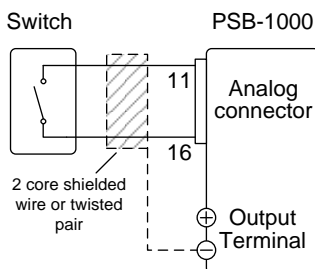 Switch
PSB-1000
11
Analog
connector
16
2 core shielded
wire or twisted
pair
+
Output
Terminal
−